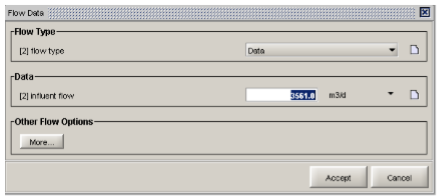 Flow Data
Flow Type
[2] flow type Data
Data
[2] influent flow 3561.0 m3/d
Other Flow Options
More...
Accept Cancel